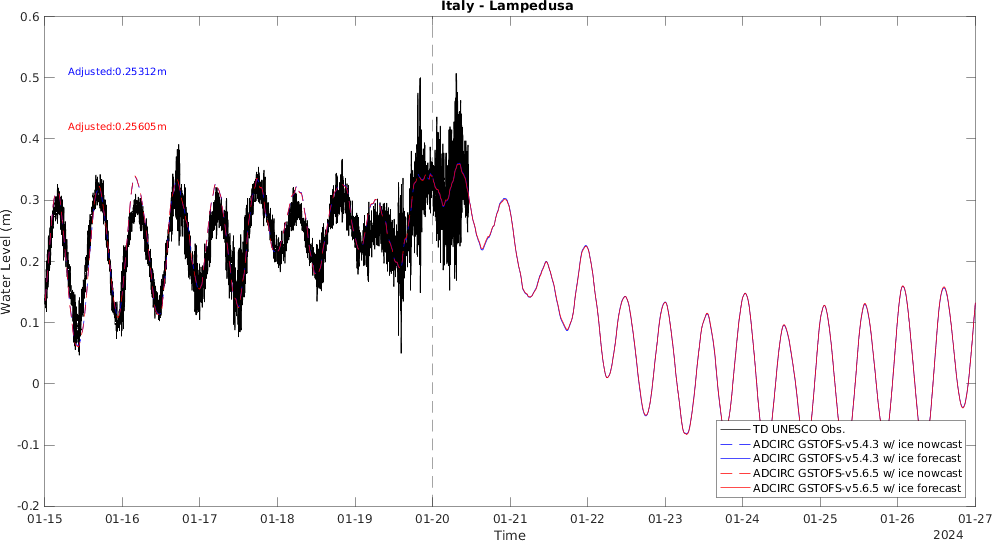 Italy - Lampedusa
0.6
0.5
0.4
0.3
0.2
0.1
0
-0.1
-0.2
Water Level (m)
Adjusted:0.25312m
Adjusted:0.25605m
TD UNESCO Obs.
ADCIRC GSTOFS-v5.4.3 w/ ice nowcast
ADCIRC GSTOFS-v5.4.3 w/ ice forecast
ADCIRC GSTOFS-v5.6.5 w/ ice nowcast
ADCIRC GSTOFS-v5.6.5 w/ ice forecast
01-15 01-16 01-17 01-18 01-19 01-20 01-21 01-22 01-23 01-24 01-25 01-26 01-27
Time
2024